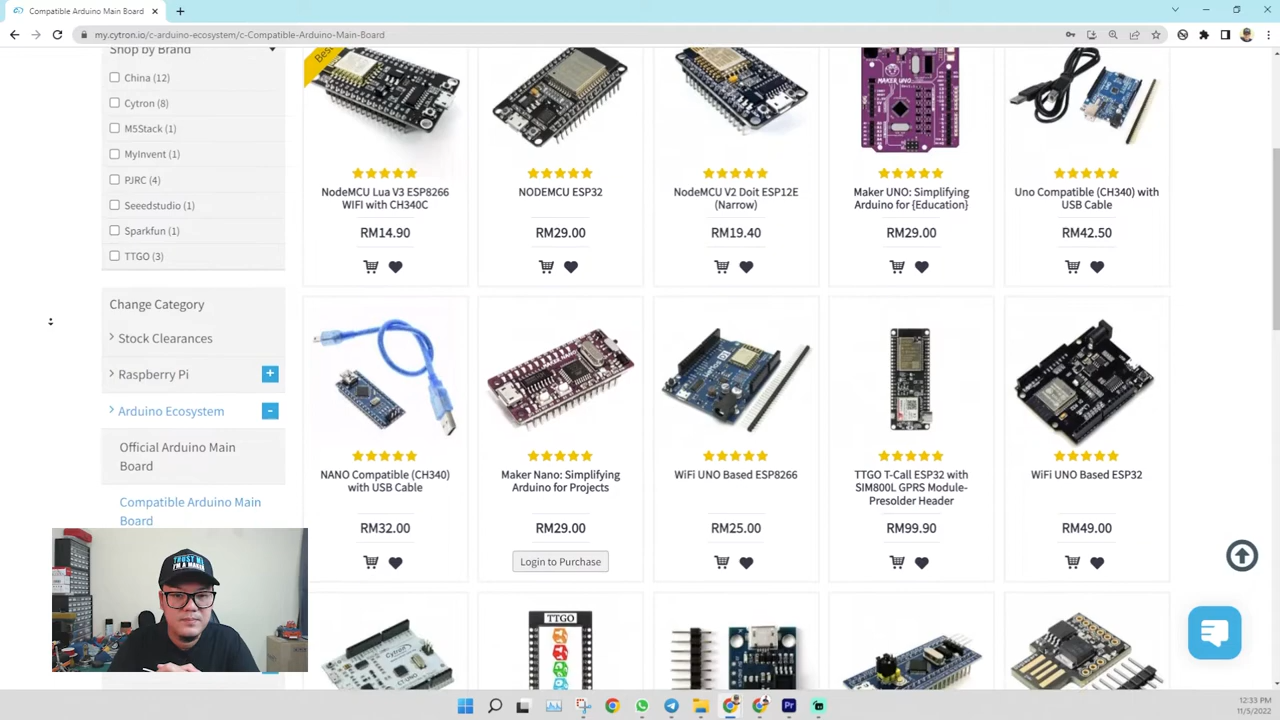 Compatible Arduino Main Board
my.cytron.io/c-arduino-ecosystem/c-Compatible-Arduino-Main-Board
Shop by Brand
China (12)
Cytron (8)
M5Stack (1)
MyInvent (1)
PJRC (4)
Seeedstudio (1)
Sparkfun (1)
TTGO (3)
Change Category
Stock Clearances
Raspberry Pi
+
Arduino Ecosystem
-
Official Arduino Main
Board
Compatible Arduino Main
Board
MAKER UNO
NodeMCU Lua V3 ESP8266
WIFI with CH340C
RM14.90
NODEMCU ESP32
RM29.00
NodeMCU V2 Doit ESP12E
(Narrow)
RM19.40
Maker UNO: Simplifying
Arduino for {Education}
RM29.00
Uno Compatible (CH340) with
USB Cable
RM42.50
NANO Compatible (CH340)
with USB Cable
RM32.00
Maker Nano: Simplifying
Arduino for Projects
RM29.00
Login to Purchase
WiFi UNO Based ESP8266
RM25.00
TTGO T-Call ESP32 with
SIM800L GPRS Module-
Presolder Header
RM99.90
WiFi UNO Based ESP32
RM49.00
TTGO
TRUST ME
12:33 PM
11/5/2022